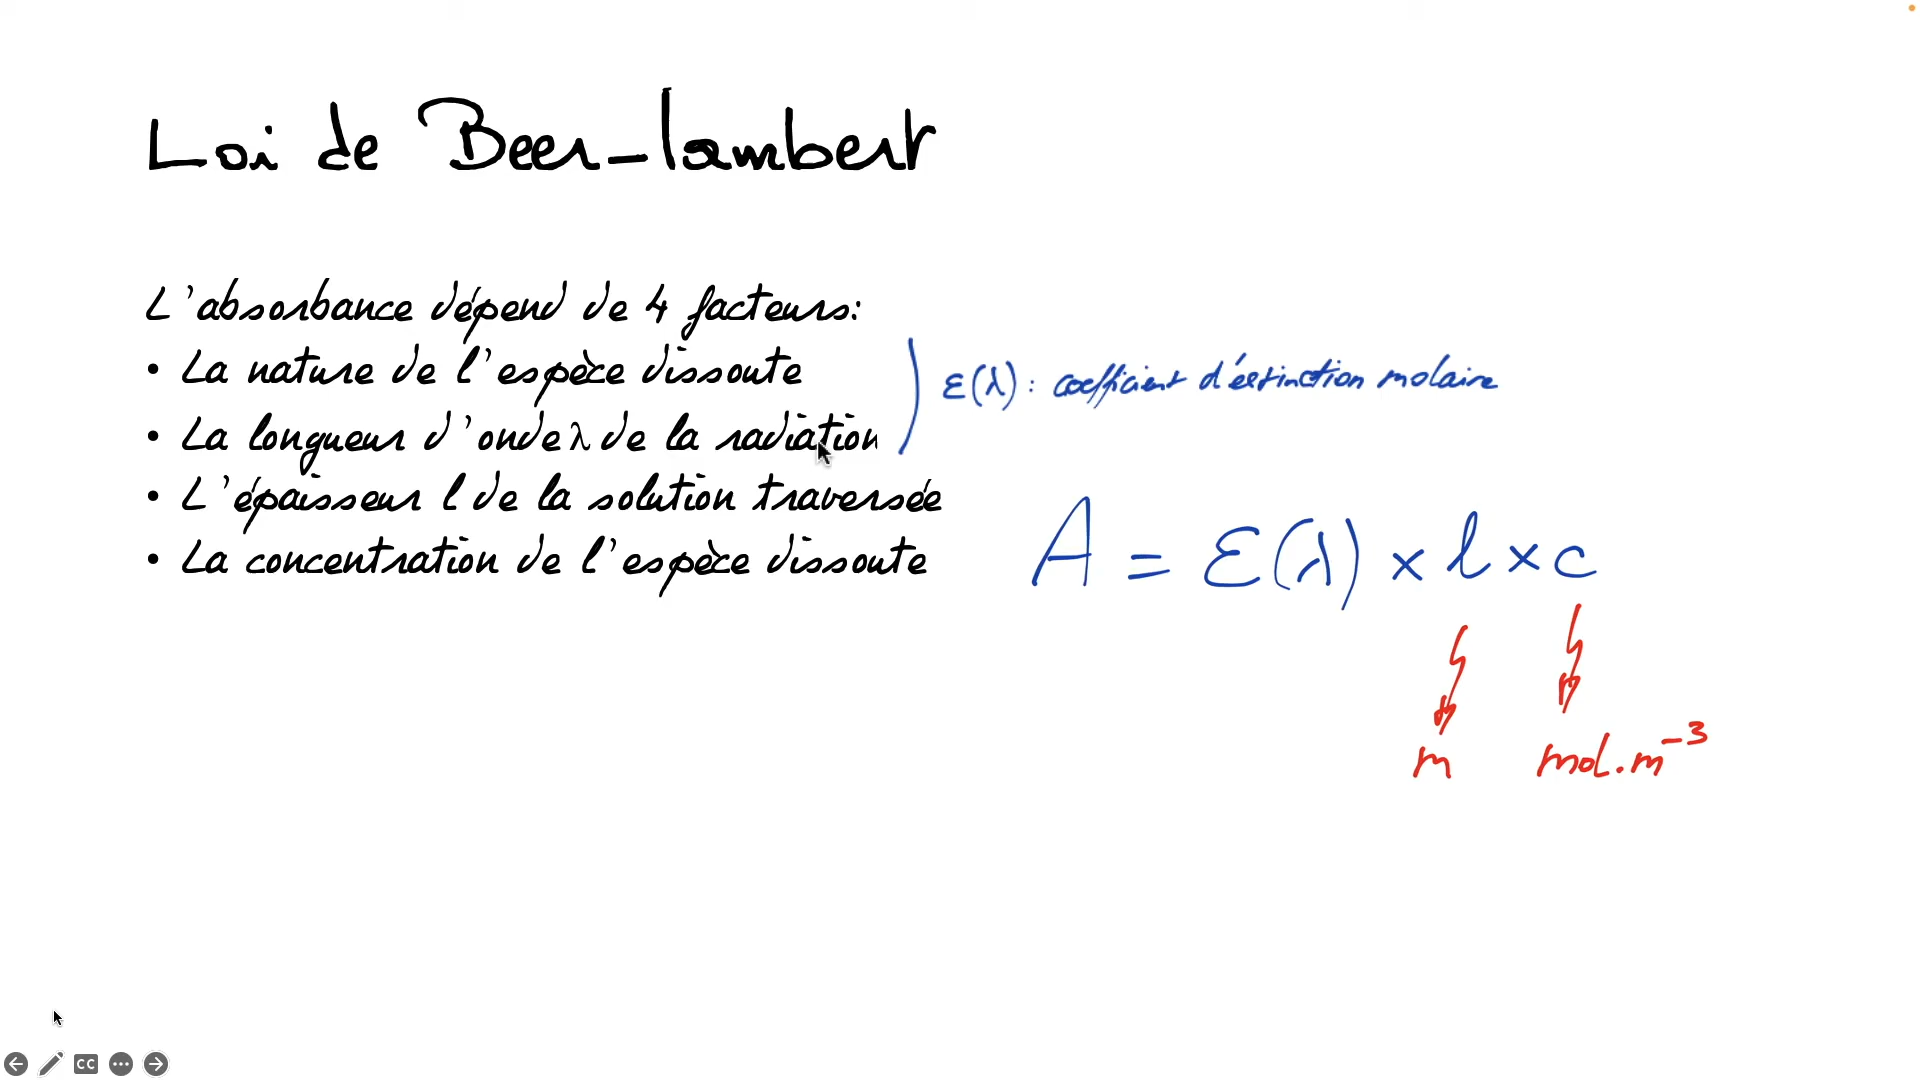 Loi de Beer-lambert
L'absorbance dépend de 4 facteurs:
• La nature de l'espèce dissoute
• La longueur d'onde λ de la radiation
ε(λ): coefficient d'extinction molaire
• L'épaisseur l de la solution traversée
• La concentration de l'espèce dissoute
A = ε(λ) × l × c
m mol.m⁻³
CC